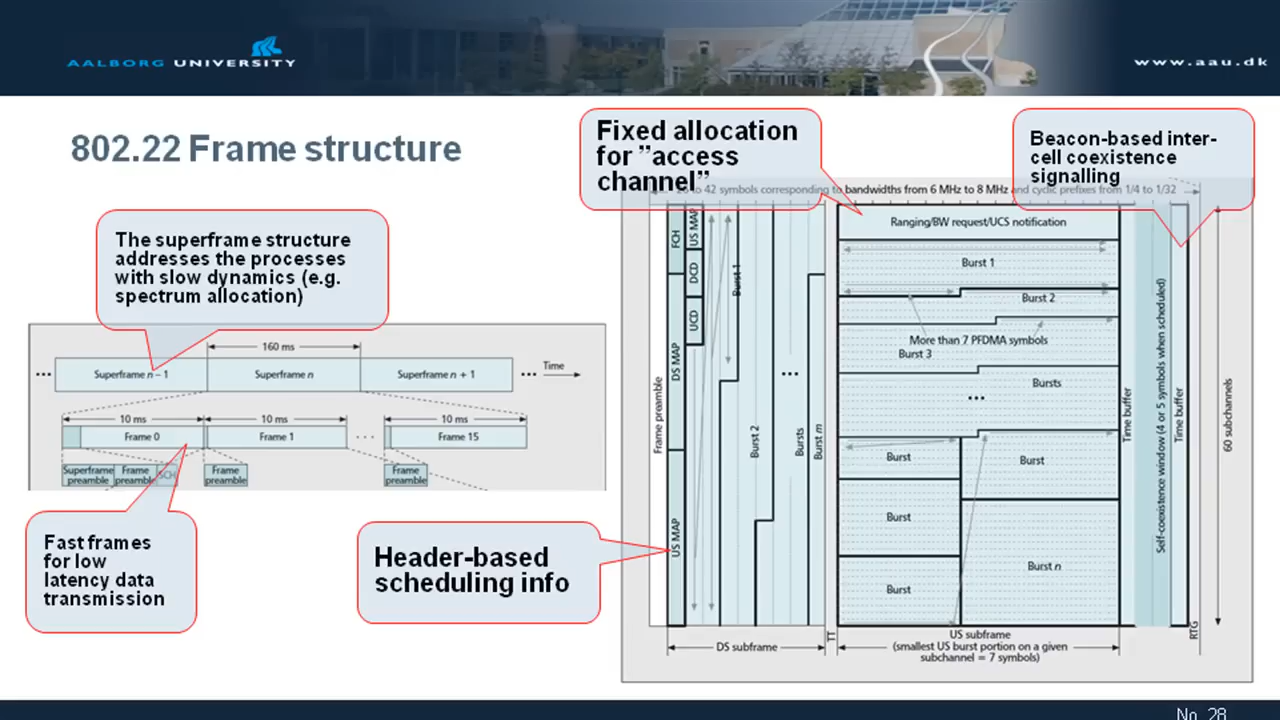 AALBORG UNIVERSITY
www.aau.dk
802.22 Frame structure
Fixed allocation
for ”access
channel”
Beacon-based inter-
cell coexistence
signalling
to 42 symbols corresponding to bandwidths from 6 MHz to 8 MHz and cyclic prefixes from 1/4 to 1/32
The superframe structure
addresses the processes
with slow dynamics (e.g.
spectrum allocation)
160 ms
Superframe n – 1
Superframe n
Superframe n + 1
Time
10 ms
10 ms
10 ms
Frame 0
Frame 1
Frame 15
Superframe
preamble
Frame
preamble
SCH
Frame
preamble
Frame
preamble
Fast frames
for low
latency data
transmission
Header-based
scheduling info
Frame preamble
FCH
DS MAP
US MAP
US MAP
DCD
UCD
Burst 1
Burst 2
Bursts
Burst m
TT
Ranging/BW request/UCS notification
Burst 1
Burst 2
More than 7 PFDMA symbols
Burst 3
Bursts
Burst
Burst
Burst
Burst
Burst n
Time buffer
Self-coexistence window (4 or 5 symbols when scheduled)
Time buffer
RTG
60 subchannels
DS subframe
US subframe
(smallest US burst portion on a given
subchannel = 7 symbols)
No. 28